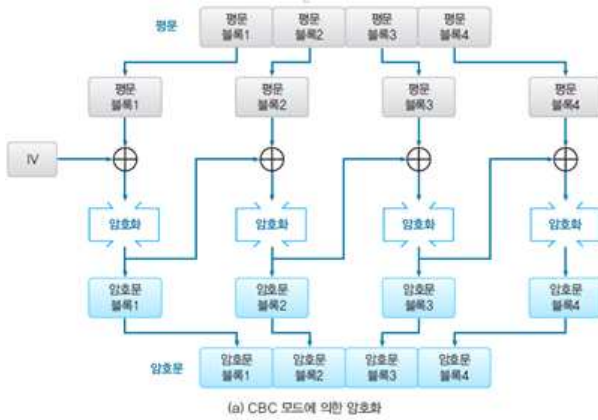 평문
평문 평문 평문 평문
블록1 블록2 블록3 블록4
평문 평문 평문 평문
블록1 블록2 블록3 블록4
IV
암호화 암호화 암호화 암호화
암호문 암호문 암호문 암호문
블록1 블록2 블록3 블록4
암호문
암호문 암호문 암호문 암호문
블록1 블록2 블록3 블록4
(a) CBC 모드에 의한 암호화